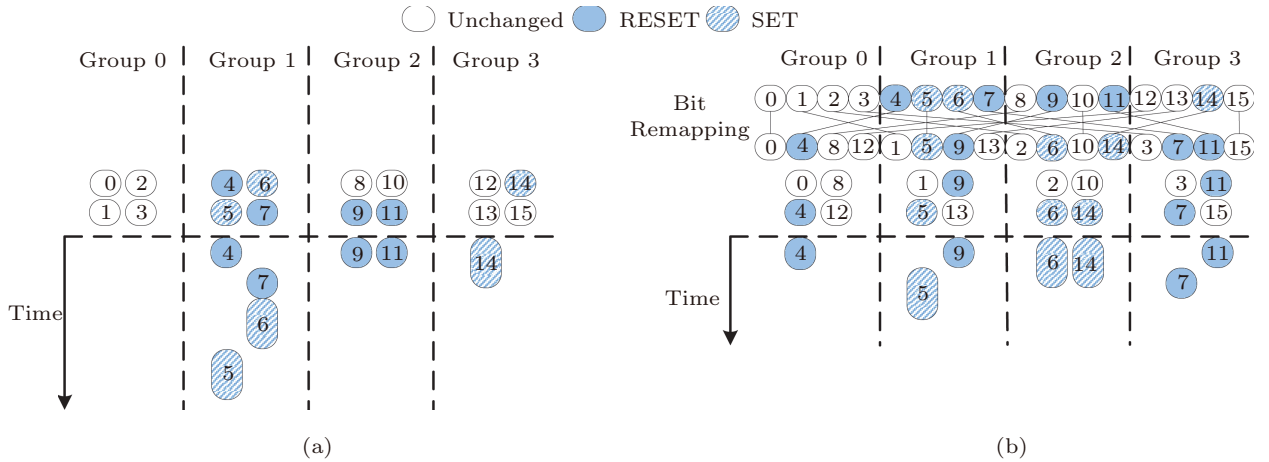 Unchanged RESET SET
Group 0 Group 1 Group 2 Group 3
0 2 4 6 8 10 12 14
1 3 5 7 9 11 13 15
4 9 11 14
7
Time
6
5
(a)
Group 0 Group 1 Group 2 Group 3
Bit
Remapping
0 1 2 3 4 5 6 7 8 9 10 11 12 13 14 15
0 4 8 12 1 5 9 13 2 6 10 14 3 7 11 15
0 8 1 9 2 10 3 11
4 12 5 13 6 14 7 15
4 9 6 14 11
7
Time
5
(b)